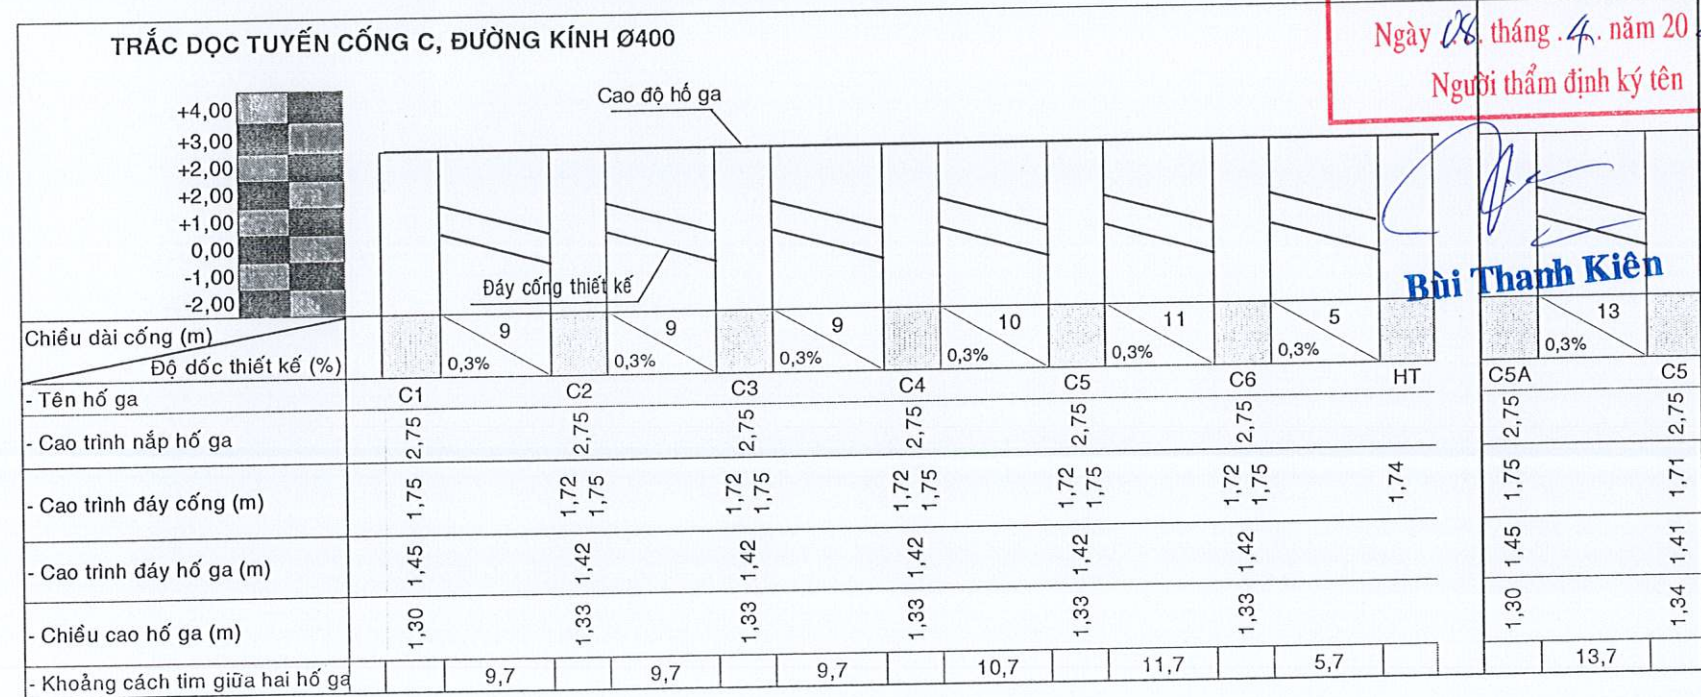 TRẮC DỌC TUYẾN CỐNG C, ĐƯỜNG KÍNH Ø400
Ngày 08 tháng 4 năm 20
Người thẩm định ký tên
Bùi Thanh Kiên
Cao độ hố ga
+4,00
+3,00
+2,00
+2,00
+1,00
0,00
-1,00
-2,00
Đáy cống thiết kế
Chiều dài cống (m) 9 9 9 10 11 5 13
Độ dốc thiết kế (%) 0,3% 0,3% 0,3% 0,3% 0,3% 0,3% 0,3%
- Tên hố ga C1 C2 C3 C4 C5 C6 HT C5A C5
- Cao trình nắp hố ga 2,75 2,75 2,75 2,75 2,75 2,75 2,75 2,75
- Cao trình đáy cống (m) 1,75 1,72 1,75 1,72 1,75 1,72 1,75 1,72 1,75 1,72 1,75 1,74 1,75 1,71
- Cao trình đáy hố ga (m) 1,45 1,42 1,42 1,42 1,42 1,42 1,45 1,41
- Chiều cao hố ga (m) 1,30 1,33 1,33 1,33 1,33 1,33 1,30 1,34
- Khoảng cách tim giữa hai hố ga 9,7 9,7 9,7 10,7 11,7 5,7 13,7